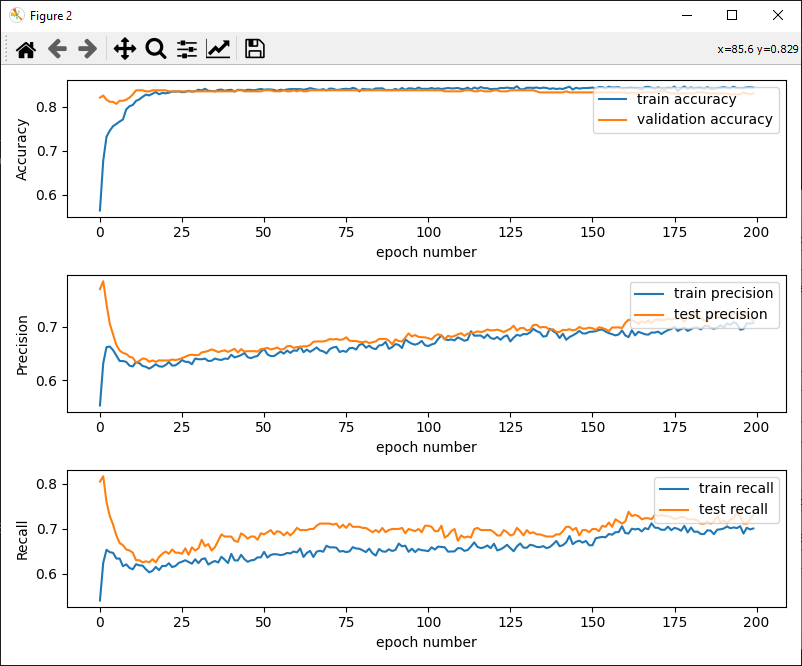 Figure 2
x=85.6 y=0.829
Accuracy
0.8
0.7
0.6
train accuracy
validation accuracy
0 25 50 75 100 125 150 175 200
epoch number
Precision
0.7
0.6
train precision
test precision
0 25 50 75 100 125 150 175 200
epoch number
Recall
0.8
0.7
0.6
train recall
test recall
0 25 50 75 100 125 150 175 200
epoch number